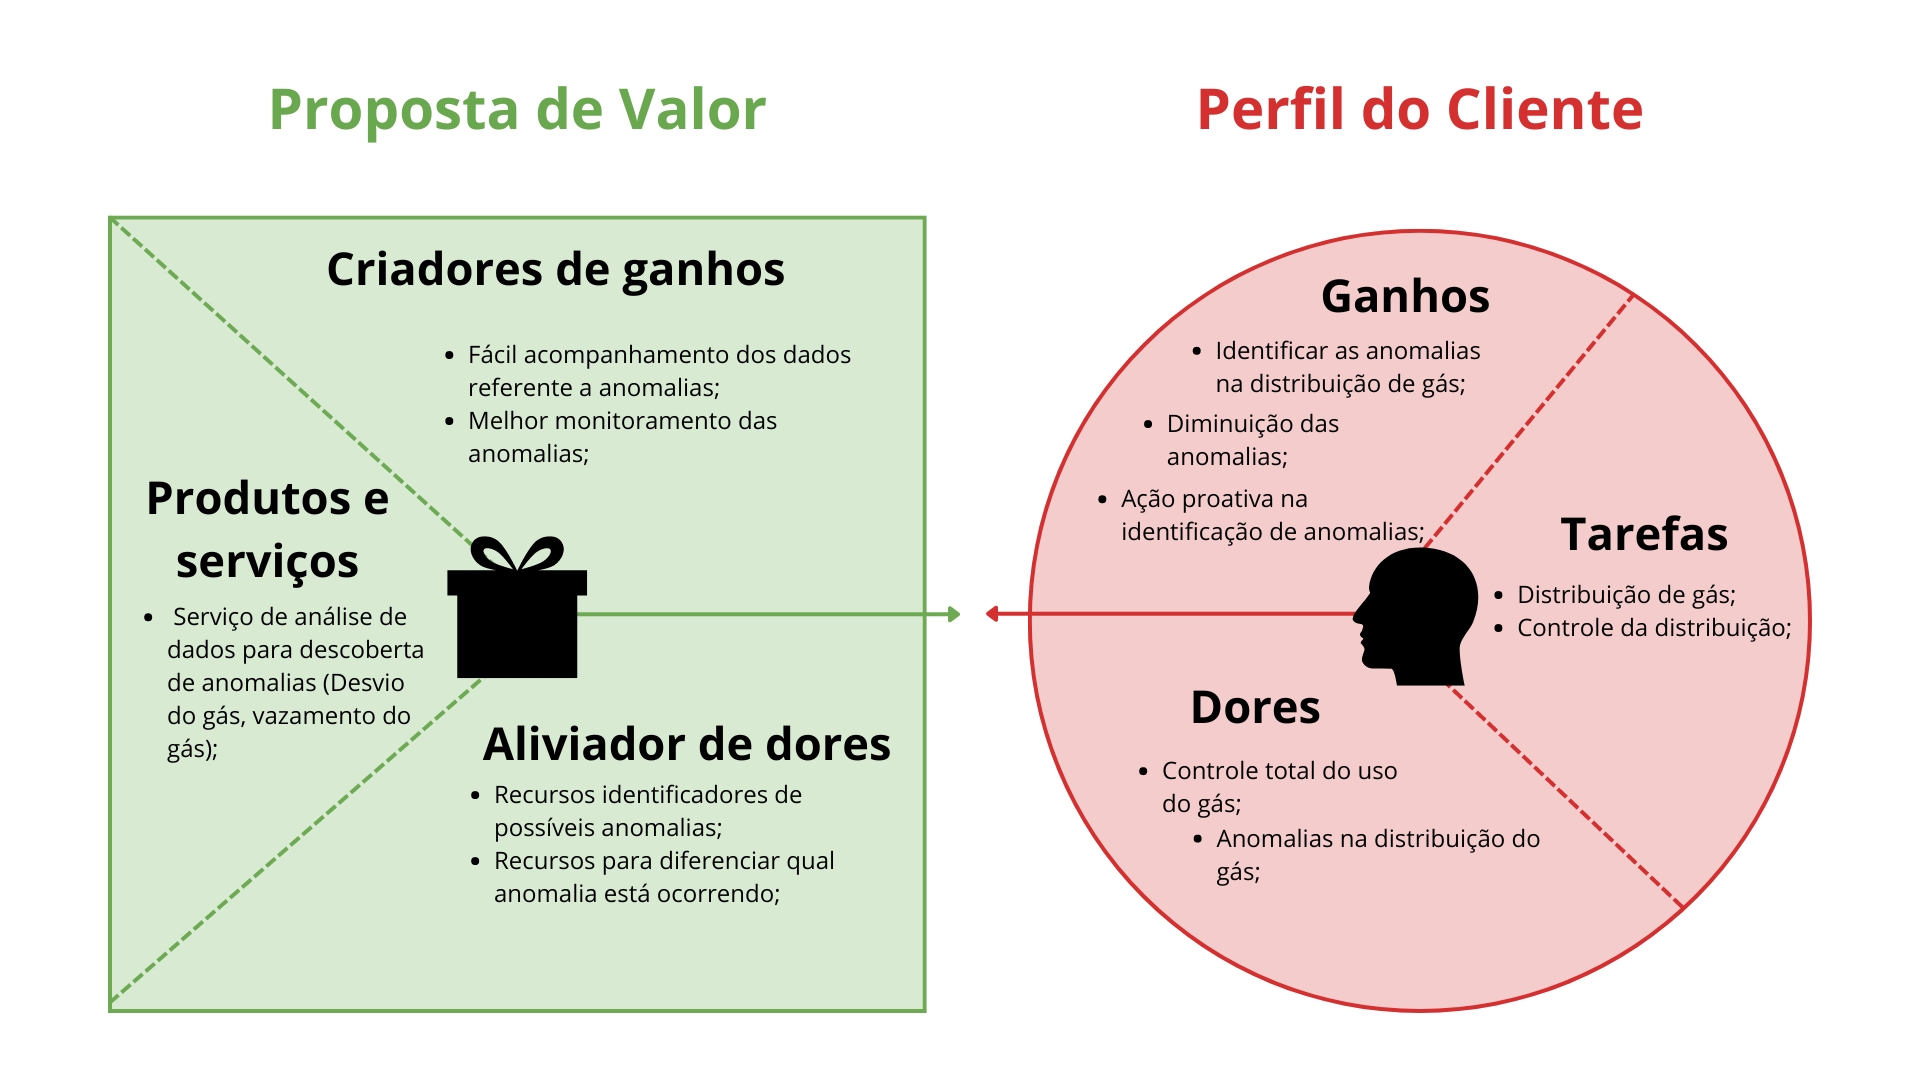 Proposta de Valor
Criadores de ganhos
• Fácil acompanhamento dos dados
referente a anomalias;
• Melhor monitoramento das
anomalias;
Produtos e
serviços
• Serviço de análise de
dados para descoberta
de anomalias (Desvio
do gás, vazamento do
gás);
Aliviador de dores
• Recursos identificadores de
possíveis anomalias;
• Recursos para diferenciar qual
anomalia está ocorrendo;
Perfil do Cliente
Ganhos
• Identificar as anomalias
na distribuição de gás;
• Diminuição das
anomalias;
• Ação proativa na
identificação de anomalias;
Tarefas
• Distribuição de gás;
• Controle da distribuição;
Dores
• Controle total do uso
do gás;
• Anomalias na distribuição do
gás;